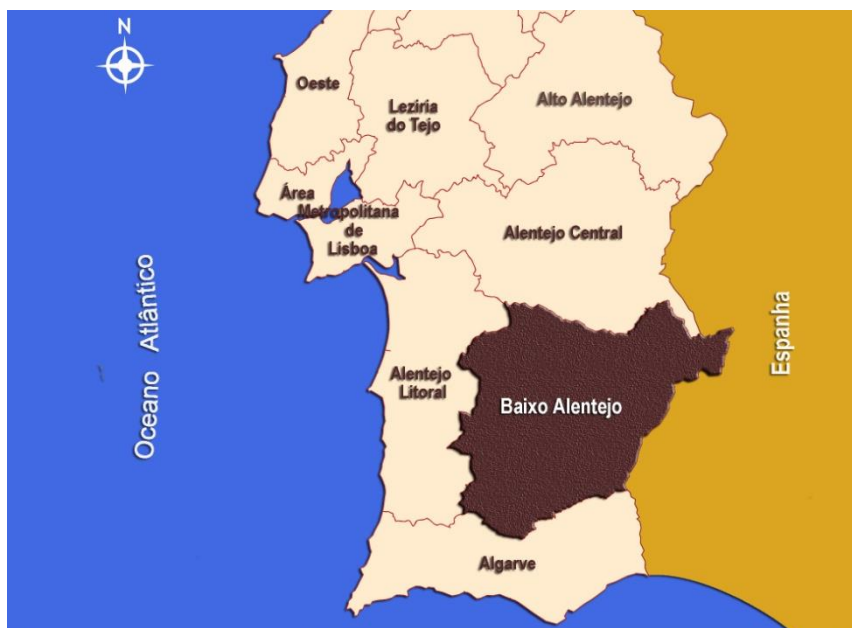 N
Oeste
Leziria
do Tejo
Alto Alentejo
Área
Metropolitana
de
Lisboa
Alentejo Central
Oceano Atlântico
Espanha
Alentejo
Litoral
Baixo Alentejo
Algarve